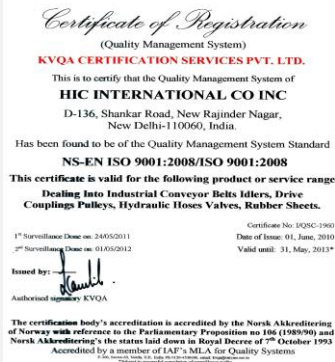 Certificate of Registration
(Quality Management System)
KVQA CERTIFICATION SERVICES PVT. LTD.
This is to certify that the Quality Management System of
HIC INTERNATIONAL CO INC
D-136, Shankar Road, New Rajinder Nagar,
New Delhi-110060, India.
Has been found to be of the Quality Management System Standard
NS-EN ISO 9001:2008/ISO 9001:2008
This certificate is valid for the following product or service range
Dealing Into Industrial Conveyor Belts Idlers, Drive
Couplings Pulleys, Hydraulic Hoses Valves, Rubber Sheets.
Certificate No: I/QSC-1960
1st Surveillance Done on: 24/05/2011
Date of Issue: 01, June, 2010
2nd Surveillance Done on: 01/05/2012
Valid until: 31, May, 2013*
Issued by:
Authorised signatory KVQA
The certification body's accreditation is accredited by the Norsk Akkreditering
of Norway with reference to the Parliamentary Proposition no 106 (1989/90) and
Norsk Akkreditering's the status laid down in Royal Decree of 7th October 1993.
Accredited by a member of IAF's MLA for Quality Systems